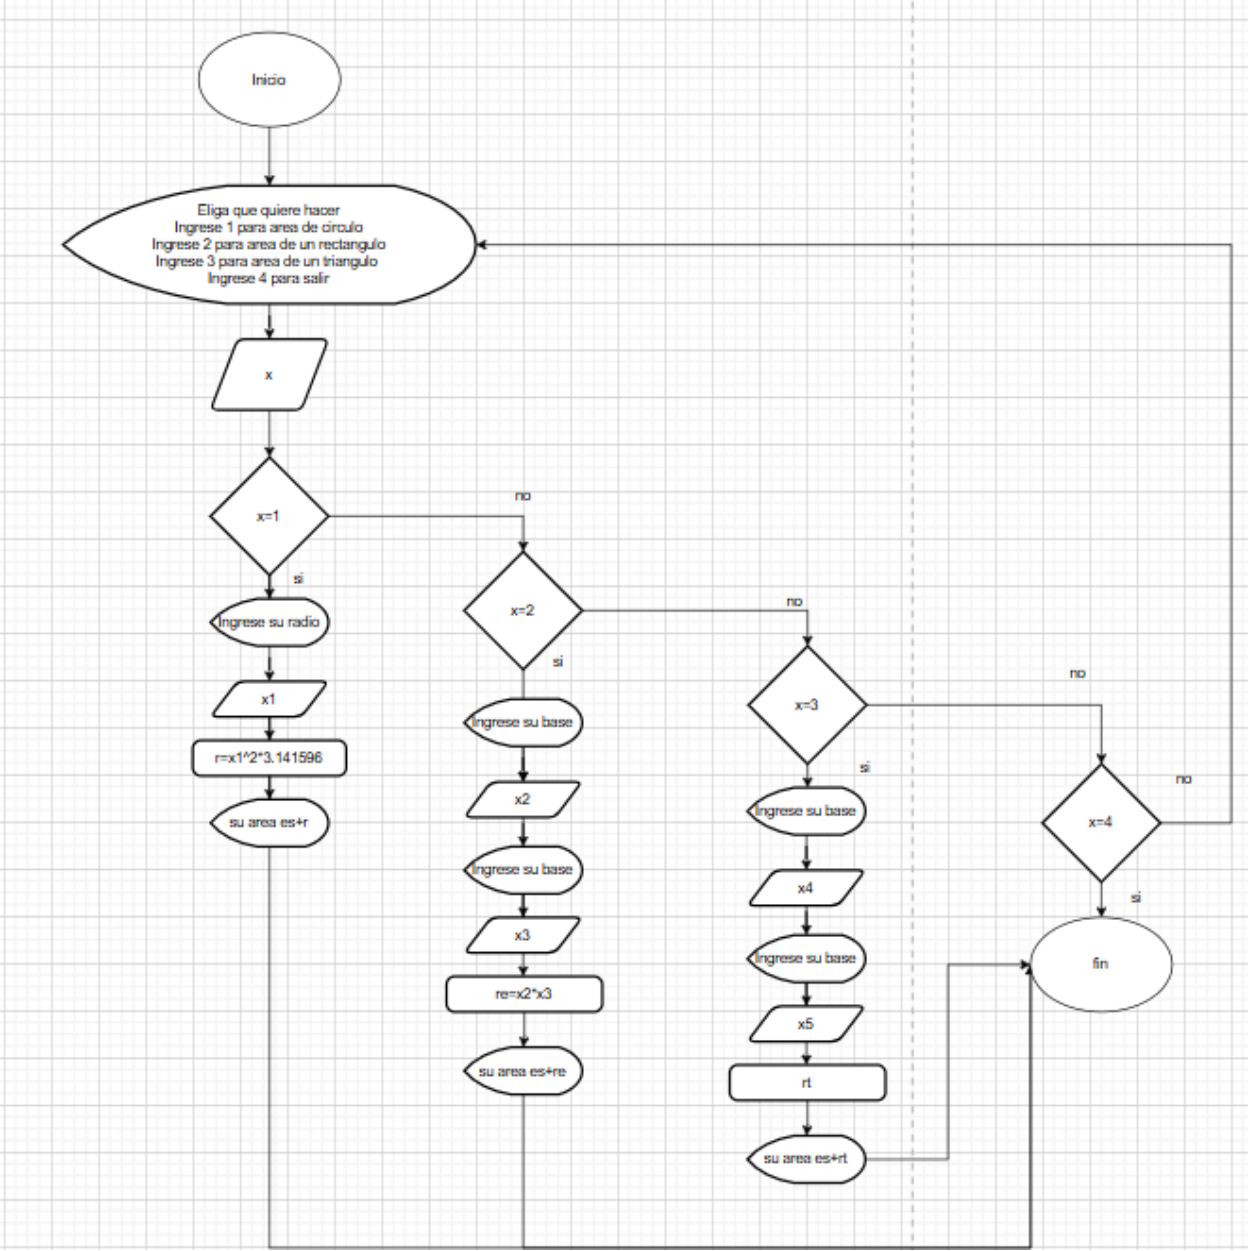 Inicio
Eliga que quiere hacer
Ingrese 1 para area de circulo
Ingrese 2 para area de un rectangulo
Ingrese 3 para area de un triangulo
Ingrese 4 para salir
x
x=1
no
si
Ingrese su radio
x1
r=x1^2*3.141596
su area es+r
x=2
no
si
Ingrese su base
x2
Ingrese su base
x3
re=x2*x3
su area es+re
x=3
no
si
Ingrese su base
x4
Ingrese su base
x5
rt
su area es+rt
x=4
no
si
fin